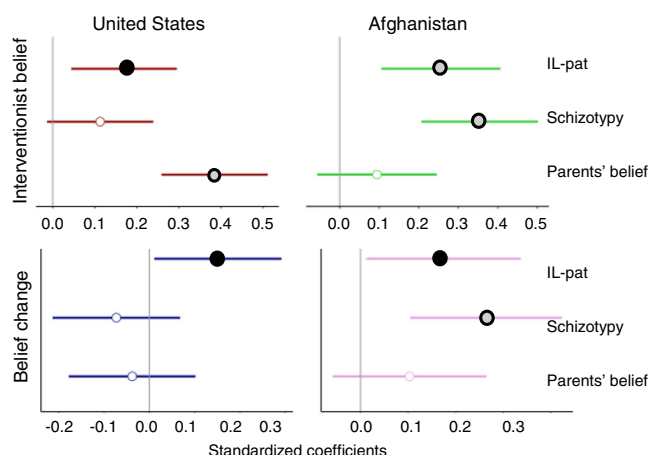 United States
Afghanistan
Interventionist belief
IL-pat
Schizotypy
Parents' belief
0.0 0.1 0.2 0.3 0.4 0.5
0.0 0.1 0.2 0.3 0.4 0.5
Belief change
IL-pat
Schizotypy
Parents' belief
-0.2 -0.1 0.0 0.1 0.2 0.3
0.0 0.1 0.2 0.3
Standardized coefficients